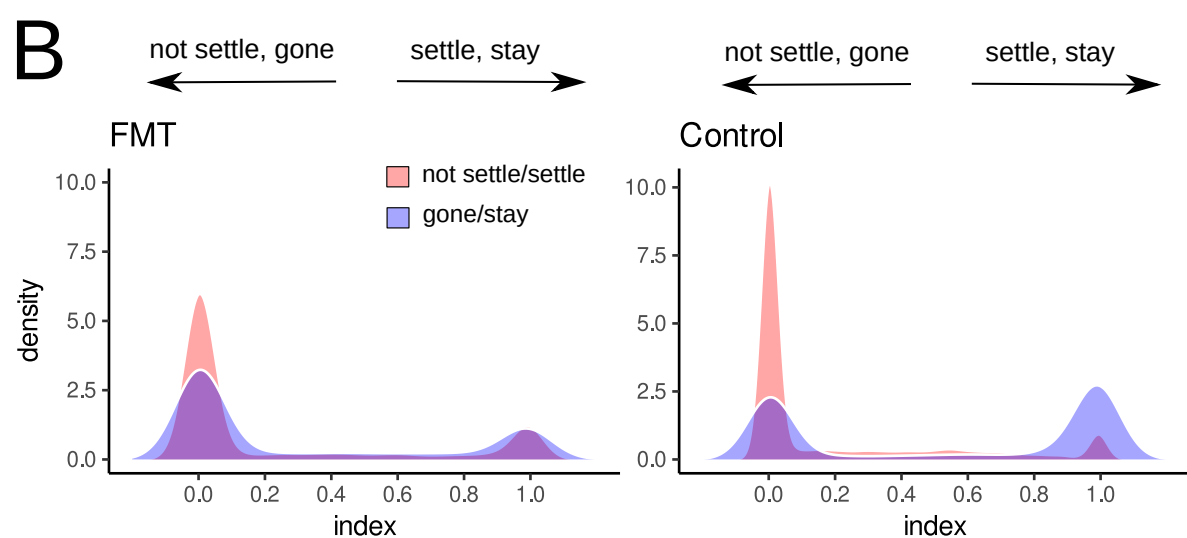 B
not settle, gone
settle, stay
not settle, gone
settle, stay
FMT
Control
not settle/settle
gone/stay
density
10.0
7.5
5.0
2.5
0.0
0.0 0.2 0.4 0.6 0.8 1.0
index
10.0
7.5
5.0
2.5
0.0
0.0 0.2 0.4 0.6 0.8 1.0
index